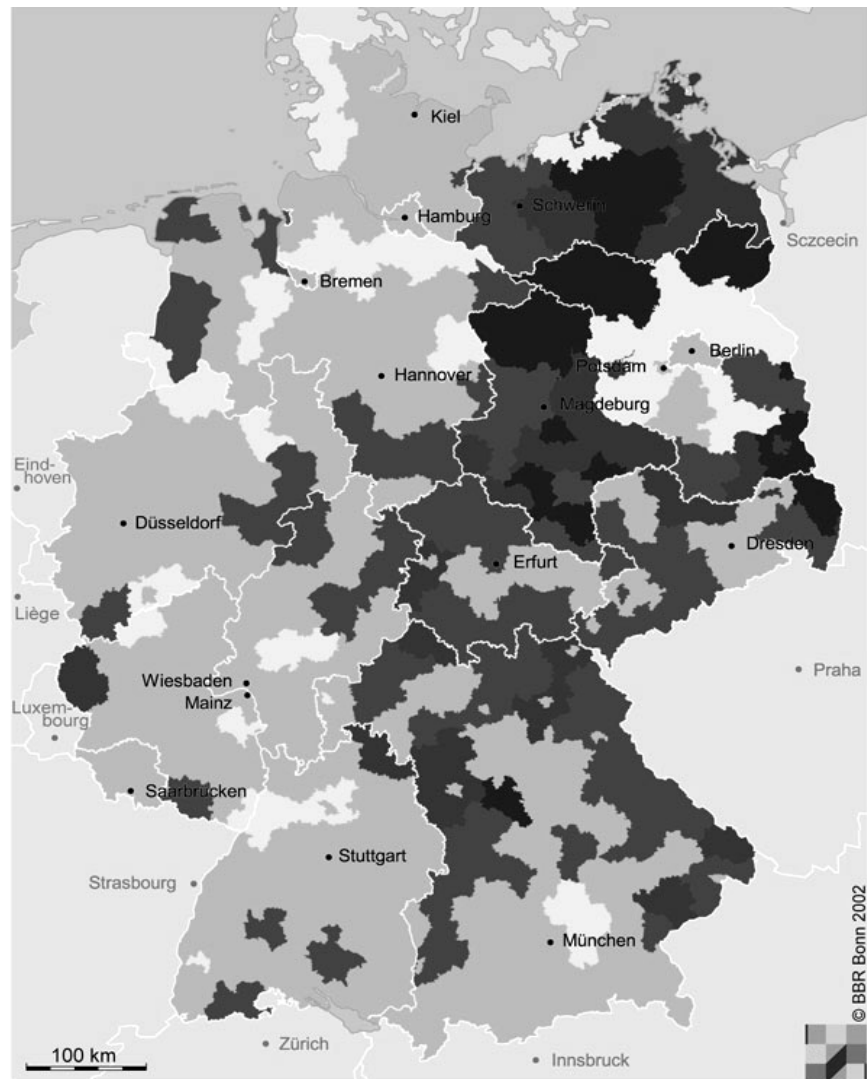 Kiel
Schwerin
Hamburg
Sczcecin
Bremen
Berlin
Potsdam
Hannover
Magdeburg
Eind-
hoven
Düsseldorf
Dresden
Erfurt
Liège
Praha
Wiesbaden
Mainz
Luxem-
bourg
Saarbrücken
Stuttgart
Strasbourg
München
Zürich
Innsbruck
100 km
© BBR Bonn 2002